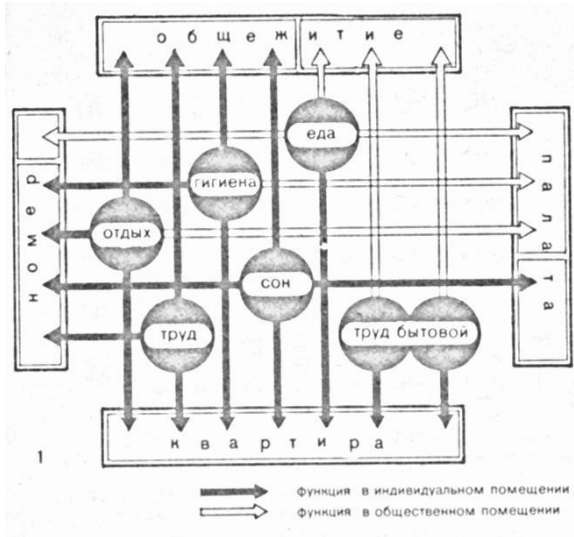 общежитие
еда
гигиена
номер
палата
отдых
сон
труд
труд бытовой
квартира
1
функция в индивидуальном помещении
функция в общественном помещении